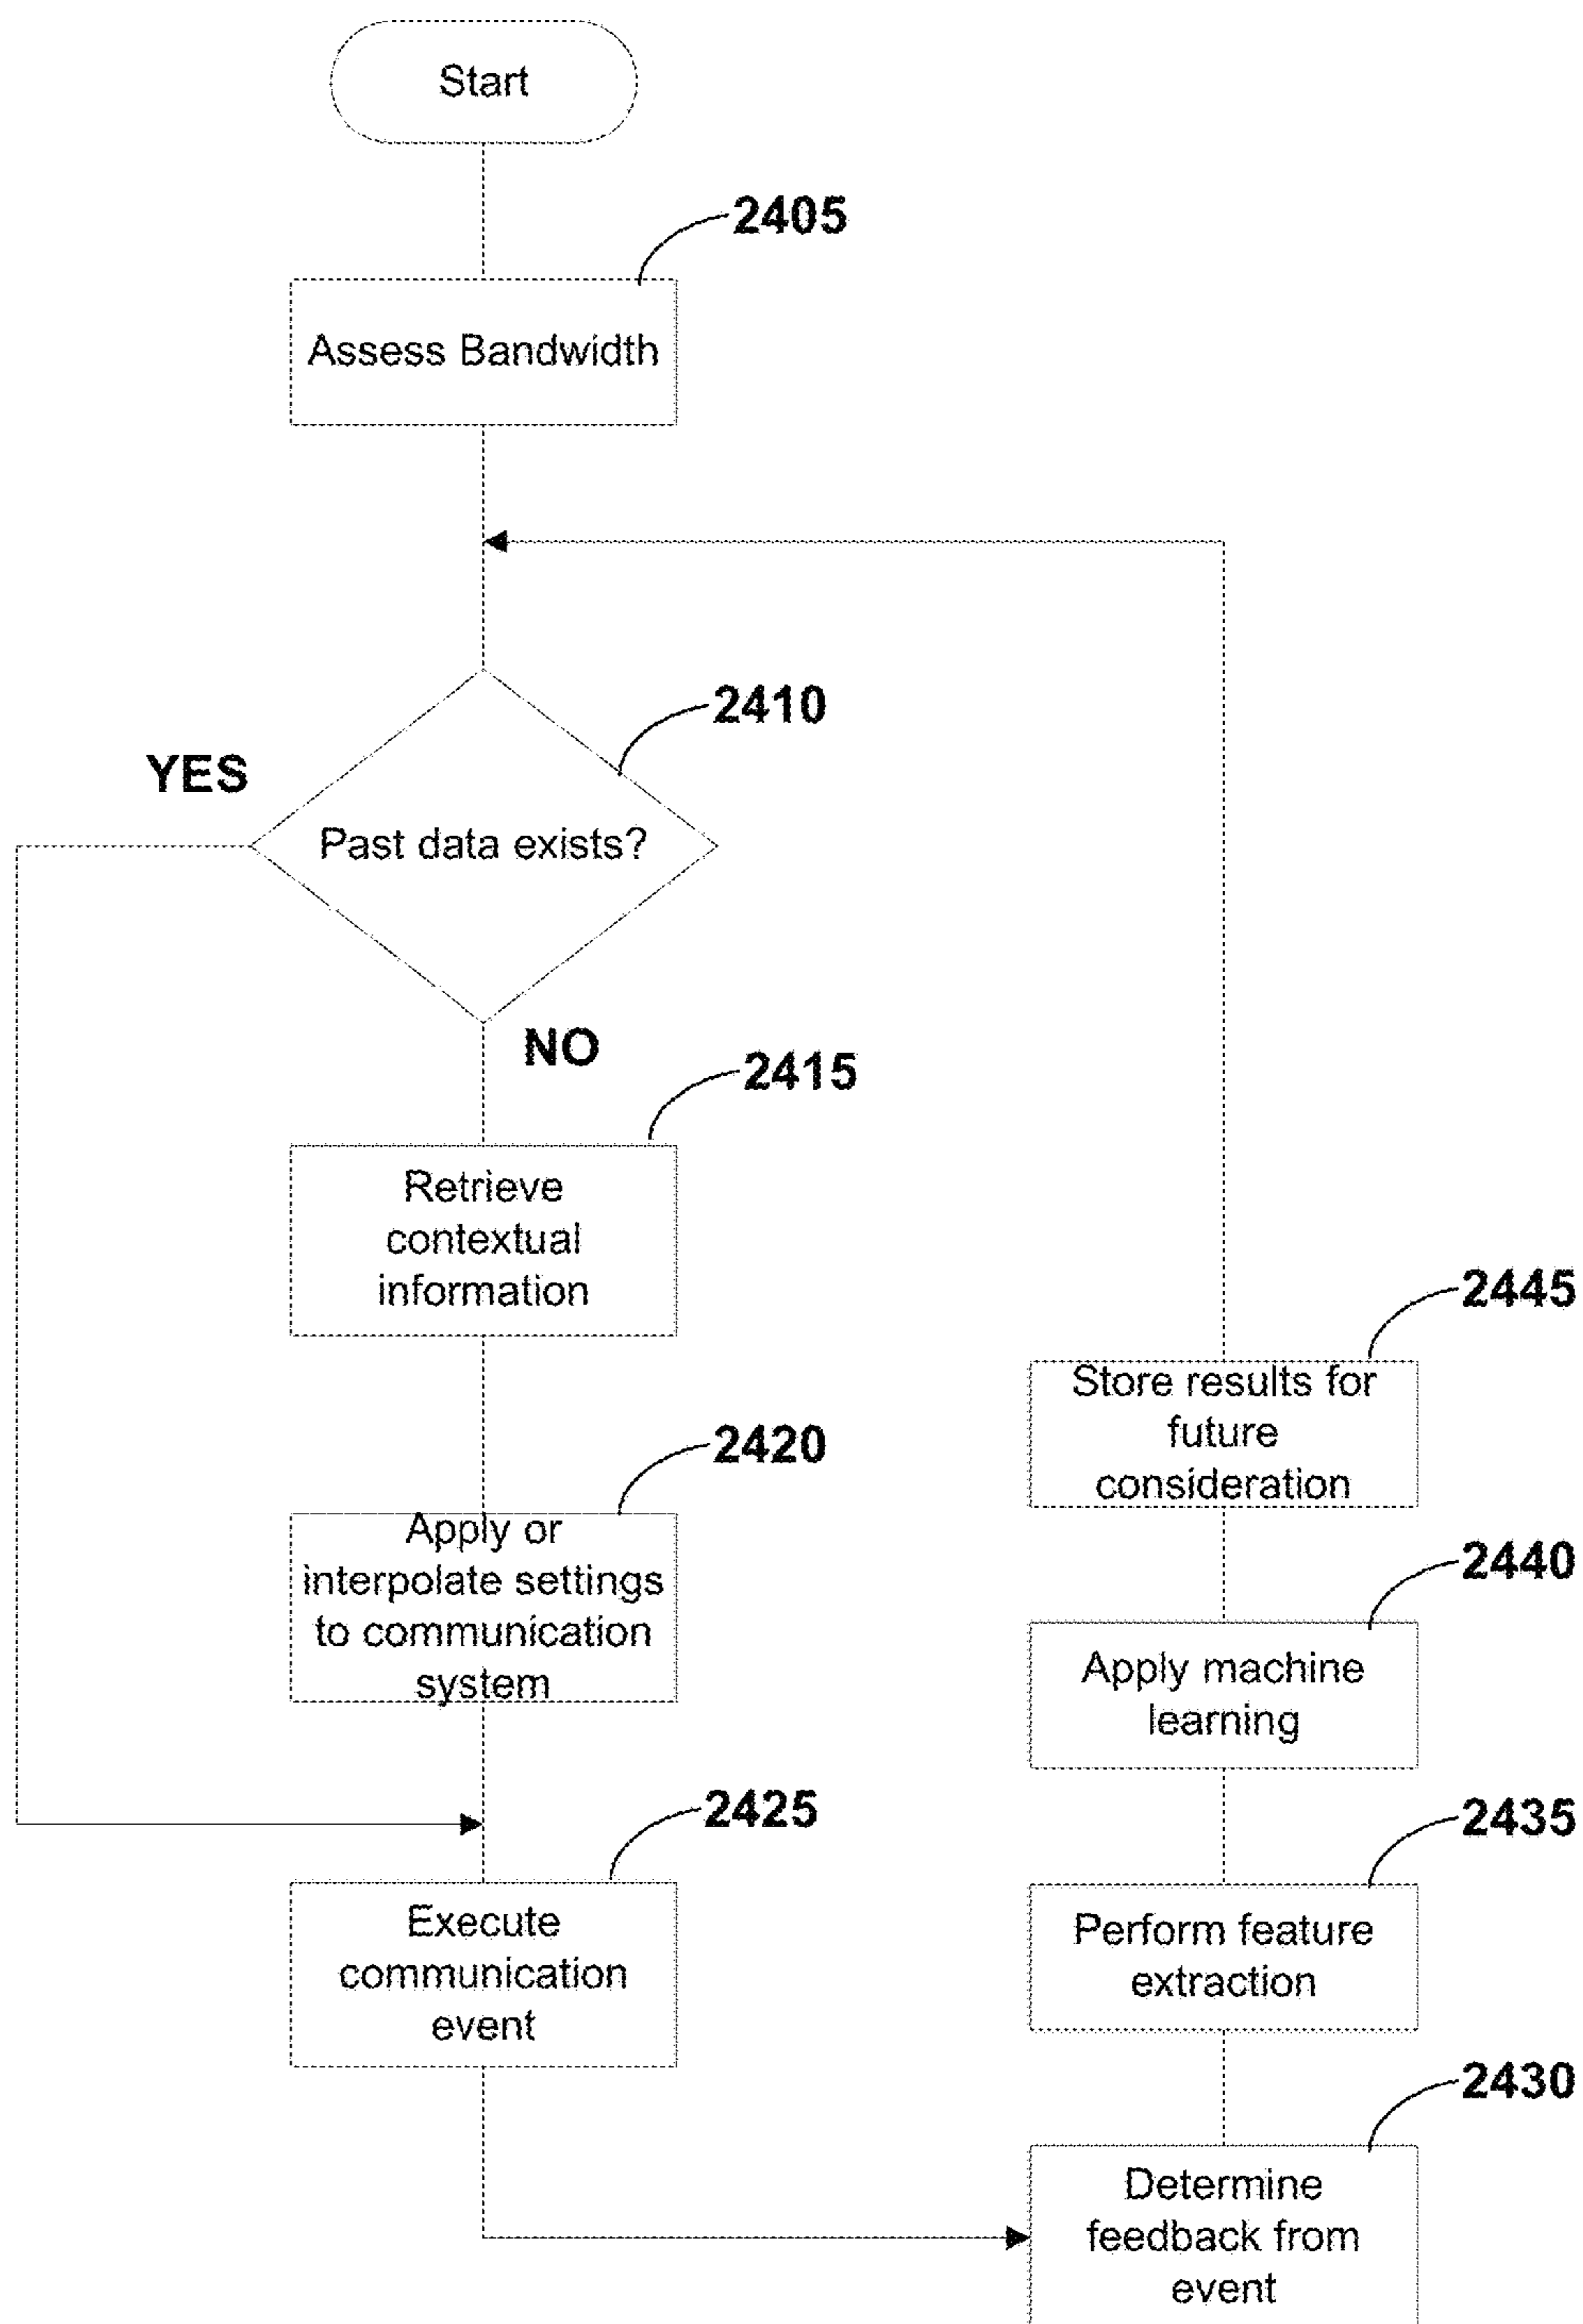 Start
2405
Assess Bandwidth
2410
YES
Past data exists?
NO
2415
Retrieve
contextual
information
2420
Apply or
interpolate settings
to communication
system
2425
Execute
communication
event
2445
Store results for
future
consideration
2440
Apply machine
learning
2435
Perform feature
extraction
2430
Determine
feedback from
event